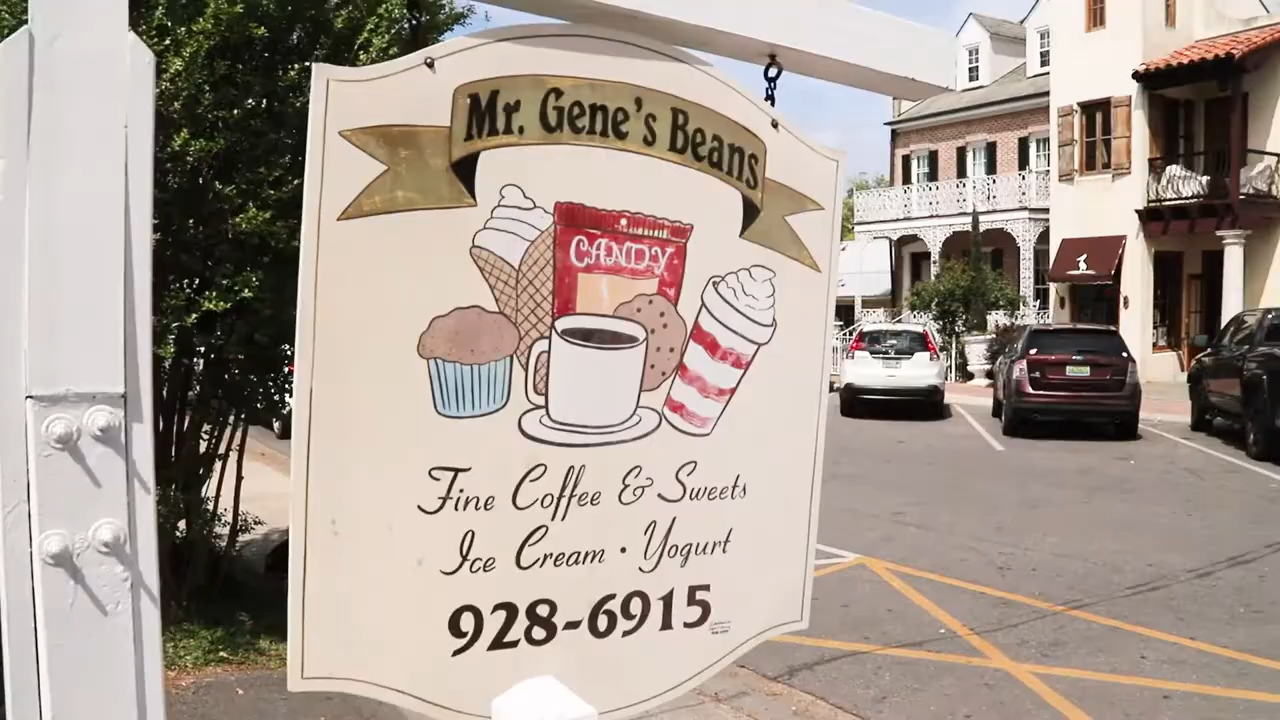 Mr. Gene's Beans
CANDY
Fine Coffee & Sweets
Ice Cream • Yogurt
928-6915